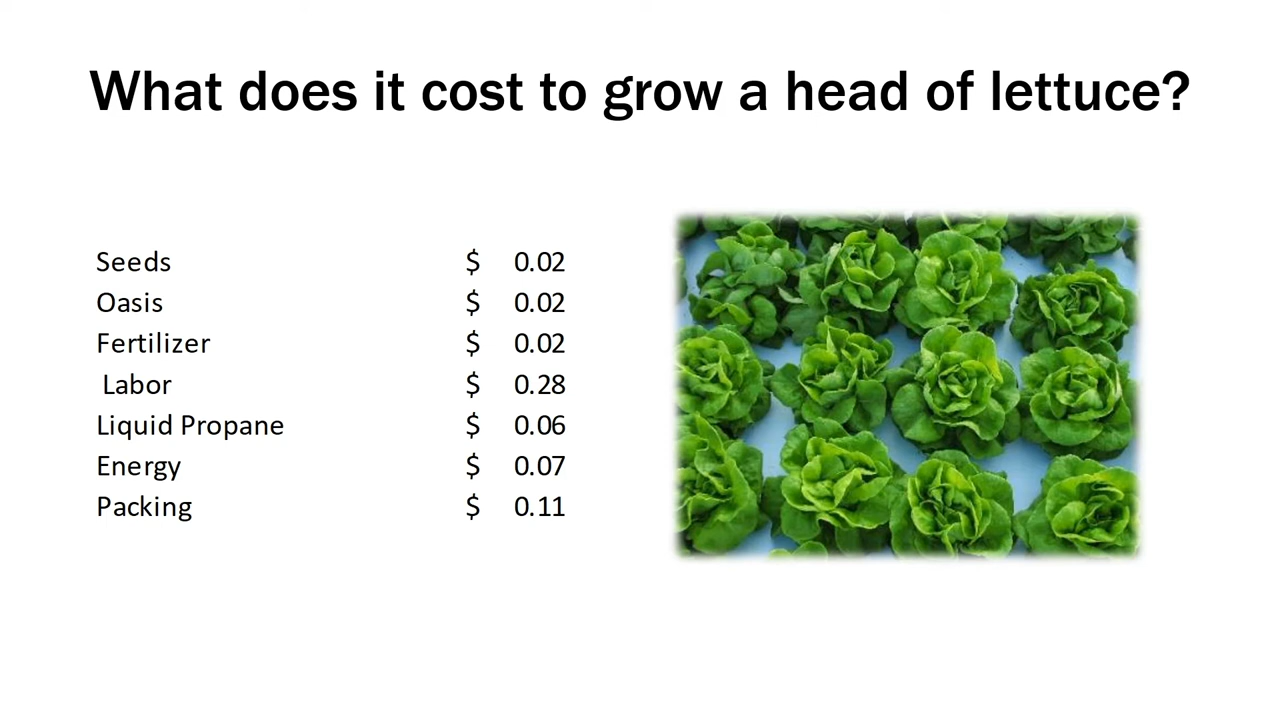 What does it cost to grow a head of lettuce?
Seeds $ 0.02
Oasis $ 0.02
Fertilizer $ 0.02
Labor $ 0.28
Liquid Propane $ 0.06
Energy $ 0.07
Packing $ 0.11